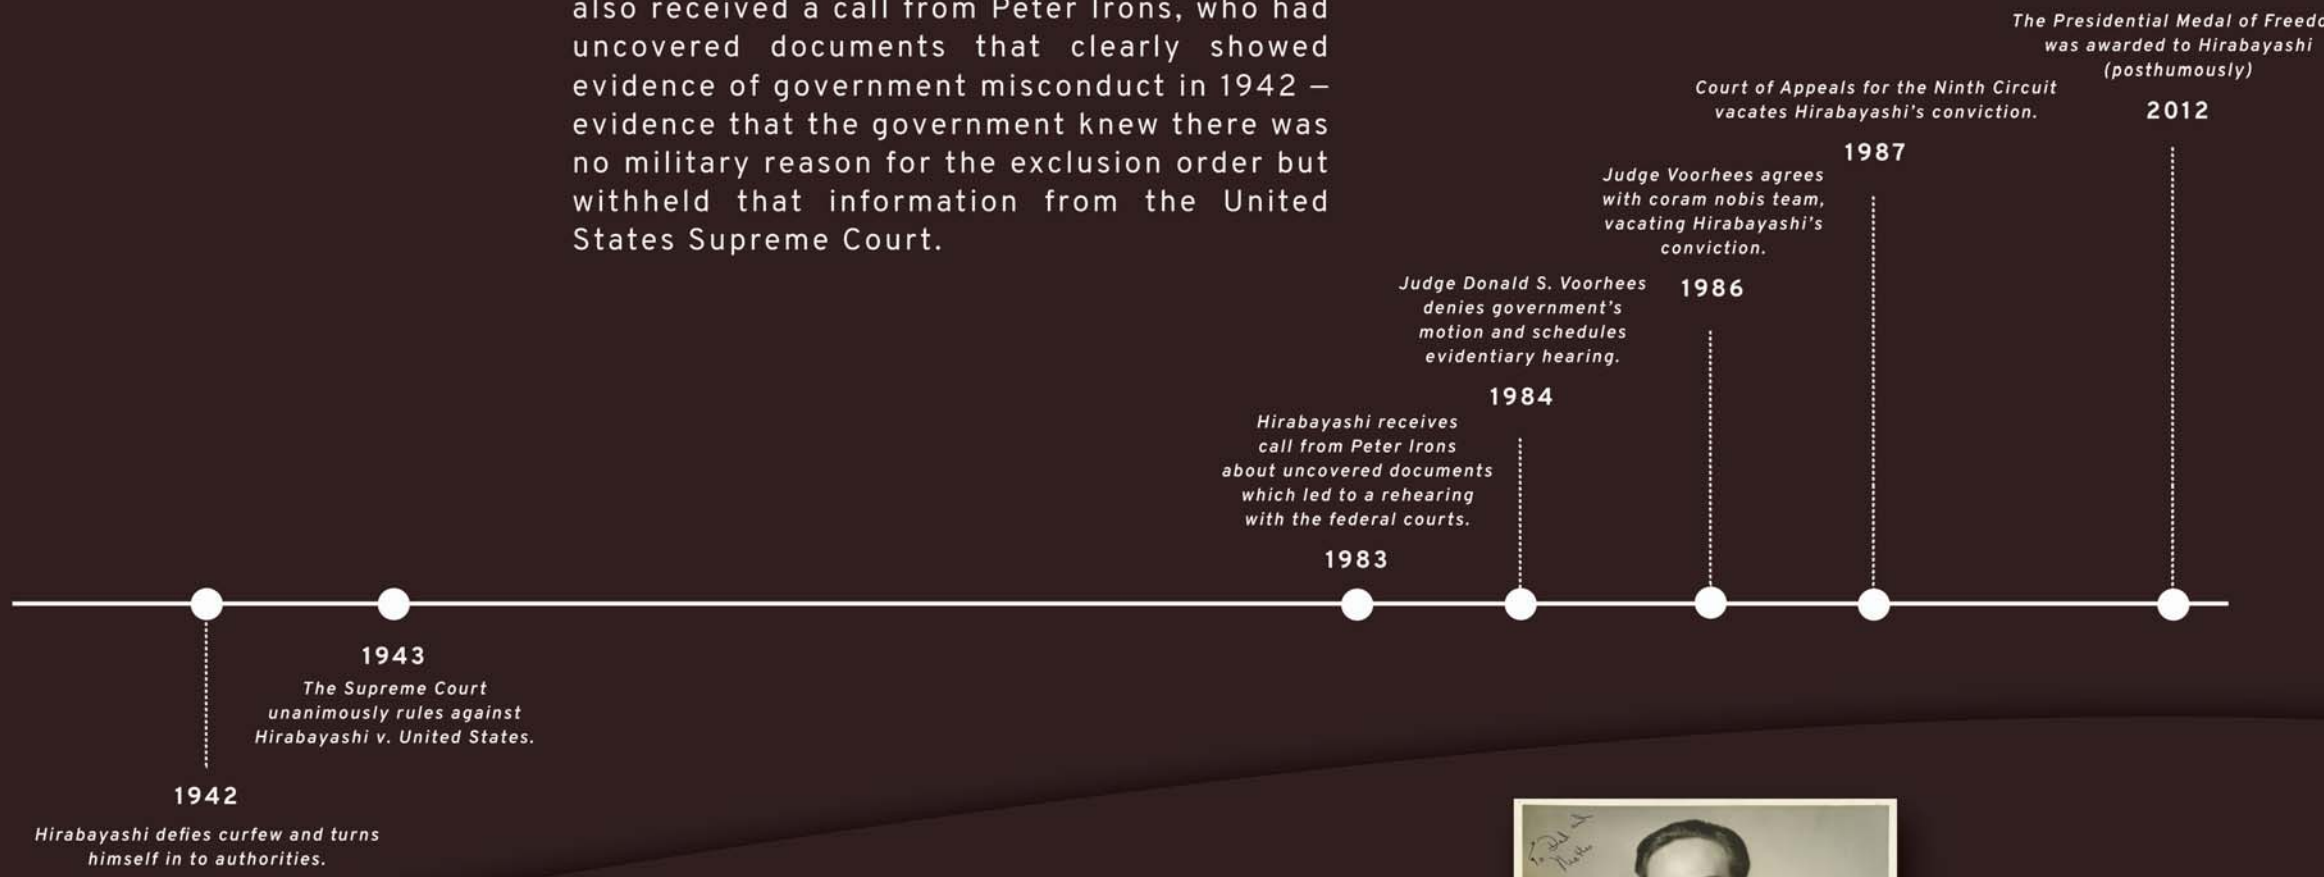 also received a call from Peter Irons, who had
uncovered documents that clearly showed
evidence of government misconduct in 1942 –
evidence that the government knew there was
no military reason for the exclusion order but
withheld that information from the United
States Supreme Court.
The Presidential Medal of Freedo
was awarded to Hirabayashi
(posthumously)
2012
Court of Appeals for the Ninth Circuit
vacates Hirabayashi's conviction.
1987
Judge Voorhees agrees
with coram nobis team,
vacating Hirabayashi's
conviction.
1986
Judge Donald S. Voorhees
denies government's
motion and schedules
evidentiary hearing.
1984
Hirabayashi receives
call from Peter Irons
about uncovered documents
which led to a rehearing
with the federal courts.
1983
1943
The Supreme Court
unanimously rules against
Hirabayashi v. United States.
1942
Hirabayashi defies curfew and turns
himself in to authorities.
To Dad and
Mother